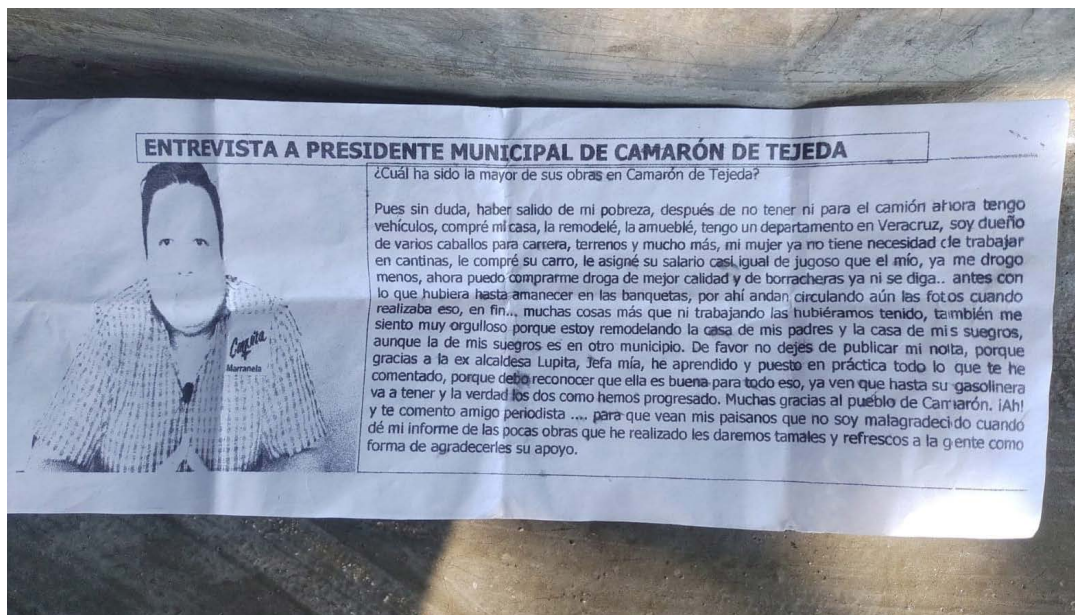 ENTREVISTA A PRESIDENTE MUNICIPAL DE CAMARÓN DE TEJEDA
¿Cuál ha sido la mayor de sus obras en Camarón de Tejeda?
Pues sin duda, haber salido de mi pobreza, después de no tener ni para el camión ahora tengo
vehículos, compré mi casa, la remodelé, la amueblé, tengo un departamento en Veracruz, soy dueño
de varios caballos para carrera, terrenos y mucho más, mi mujer ya no tiene necesidad de trabajar
en cantinas, le compré su carro, le asigné su salario casi igual de jugoso que el mío, ya me drogo
menos, ahora puedo comprarme droga de mejor calidad y de borracheras ya ni se diga.. antes con
lo que hubiera hasta amanecer en las banquetas, por ahí andan circulando aún las fotos cuando
realizaba eso, en fin... muchas cosas más que ni trabajando las hubiéramos tenido, también me
siento muy orgulloso porque estoy remodelando la casa de mis padres y la casa de mis suegros,
aunque la de mis suegros es en otro municipio. De favor no dejes de publicar mi nota, porque
gracias a la ex alcaldesa Lupita, Jefa mía, he aprendido y puesto en práctica todo lo que te he
comentado, porque debo reconocer que ella es buena para todo eso, ya ven que hasta su gasolinera
va a tener y la verdad los dos como hemos progresado. Muchas gracias al pueblo de Camarón. ¡Ah!
y te comento amigo periodista .... para que vean mis paisanos que no soy malagradecido cuando
dé mi informe de las pocas obras que he realizado les daremos tamales y refrescos a la gente como
forma de agradecerles su apoyo.
Marranela